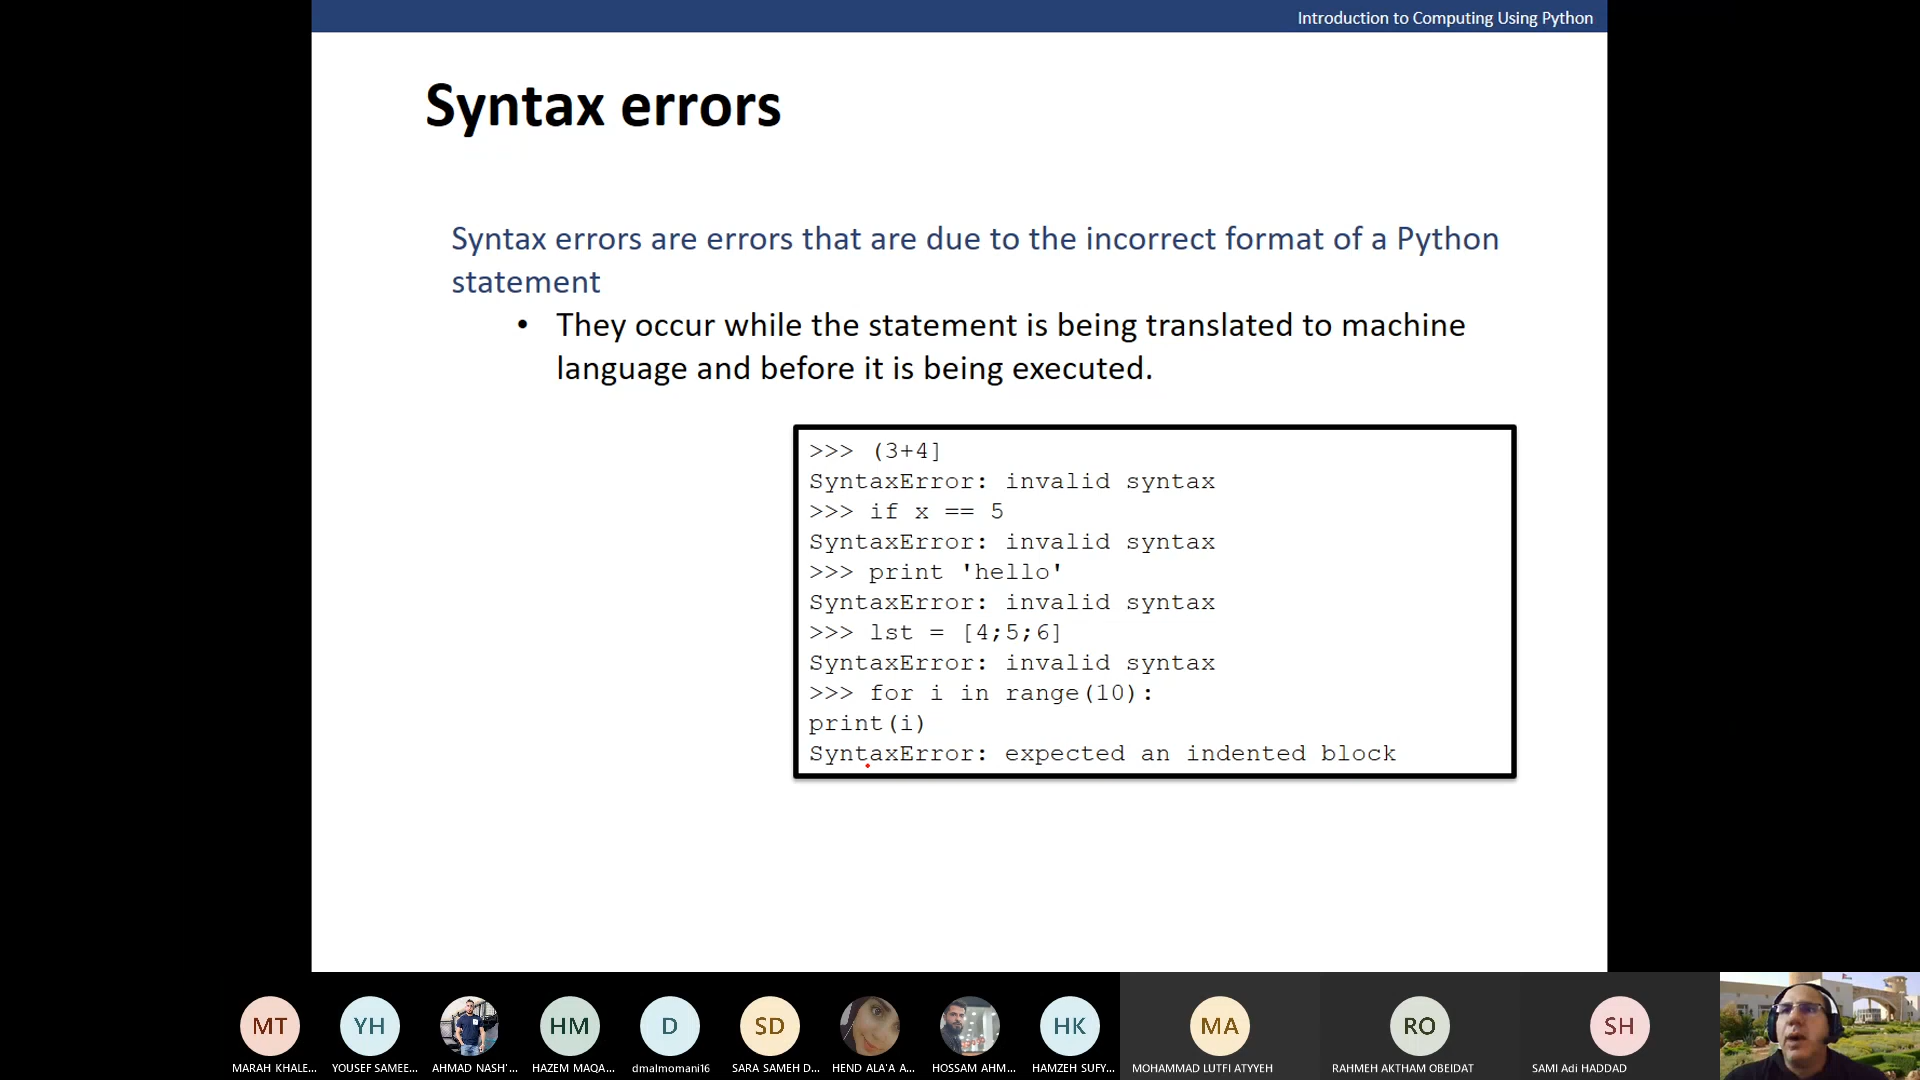 Introduction to Computing Using Python
Syntax errors
Syntax errors are errors that are due to the incorrect format of a Python
statement
• They occur while the statement is being translated to machine
language and before it is being executed.
>>> (3+4]
SyntaxError: invalid syntax
>>> if x == 5
SyntaxError: invalid syntax
>>> print 'hello'
SyntaxError: invalid syntax
>>> lst = [4;5;6]
SyntaxError: invalid syntax
>>> for i in range(10):
print(i)
SyntaxError: expected an indented block
MT YH HM D SD HK MA RO SH
MARAH KHALE... YOUSEF SAMEE... AHMAD NASH'... HAZEM MAQA... dmalmomani16 SARA SAMEH D... HEND ALA'A A... HOSSAM AHM... HAMZEH SUFY... MOHAMMAD LUTFI ATYYEH RAHMEH AKTHAM OBEIDAT SAMI Adi HADDAD